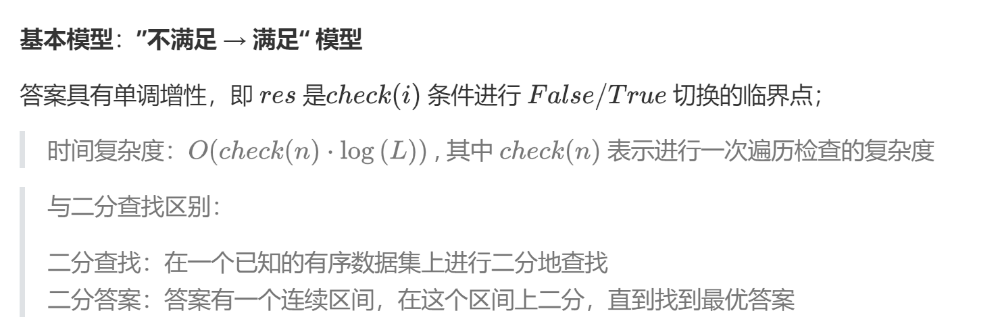 基本模型：”不满足 → 满足“ 模型
答案具有单调增性，即 res 是check(i) 条件进行 False/True 切换的临界点；
时间复杂度：O(check(n) · log (L)) , 其中 check(n) 表示进行一次遍历检查的复杂度
与二分查找区别：
二分查找：在一个已知的有序数据集上进行二分地查找
二分答案：答案有一个连续区间，在这个区间上二分，直到找到最优答案